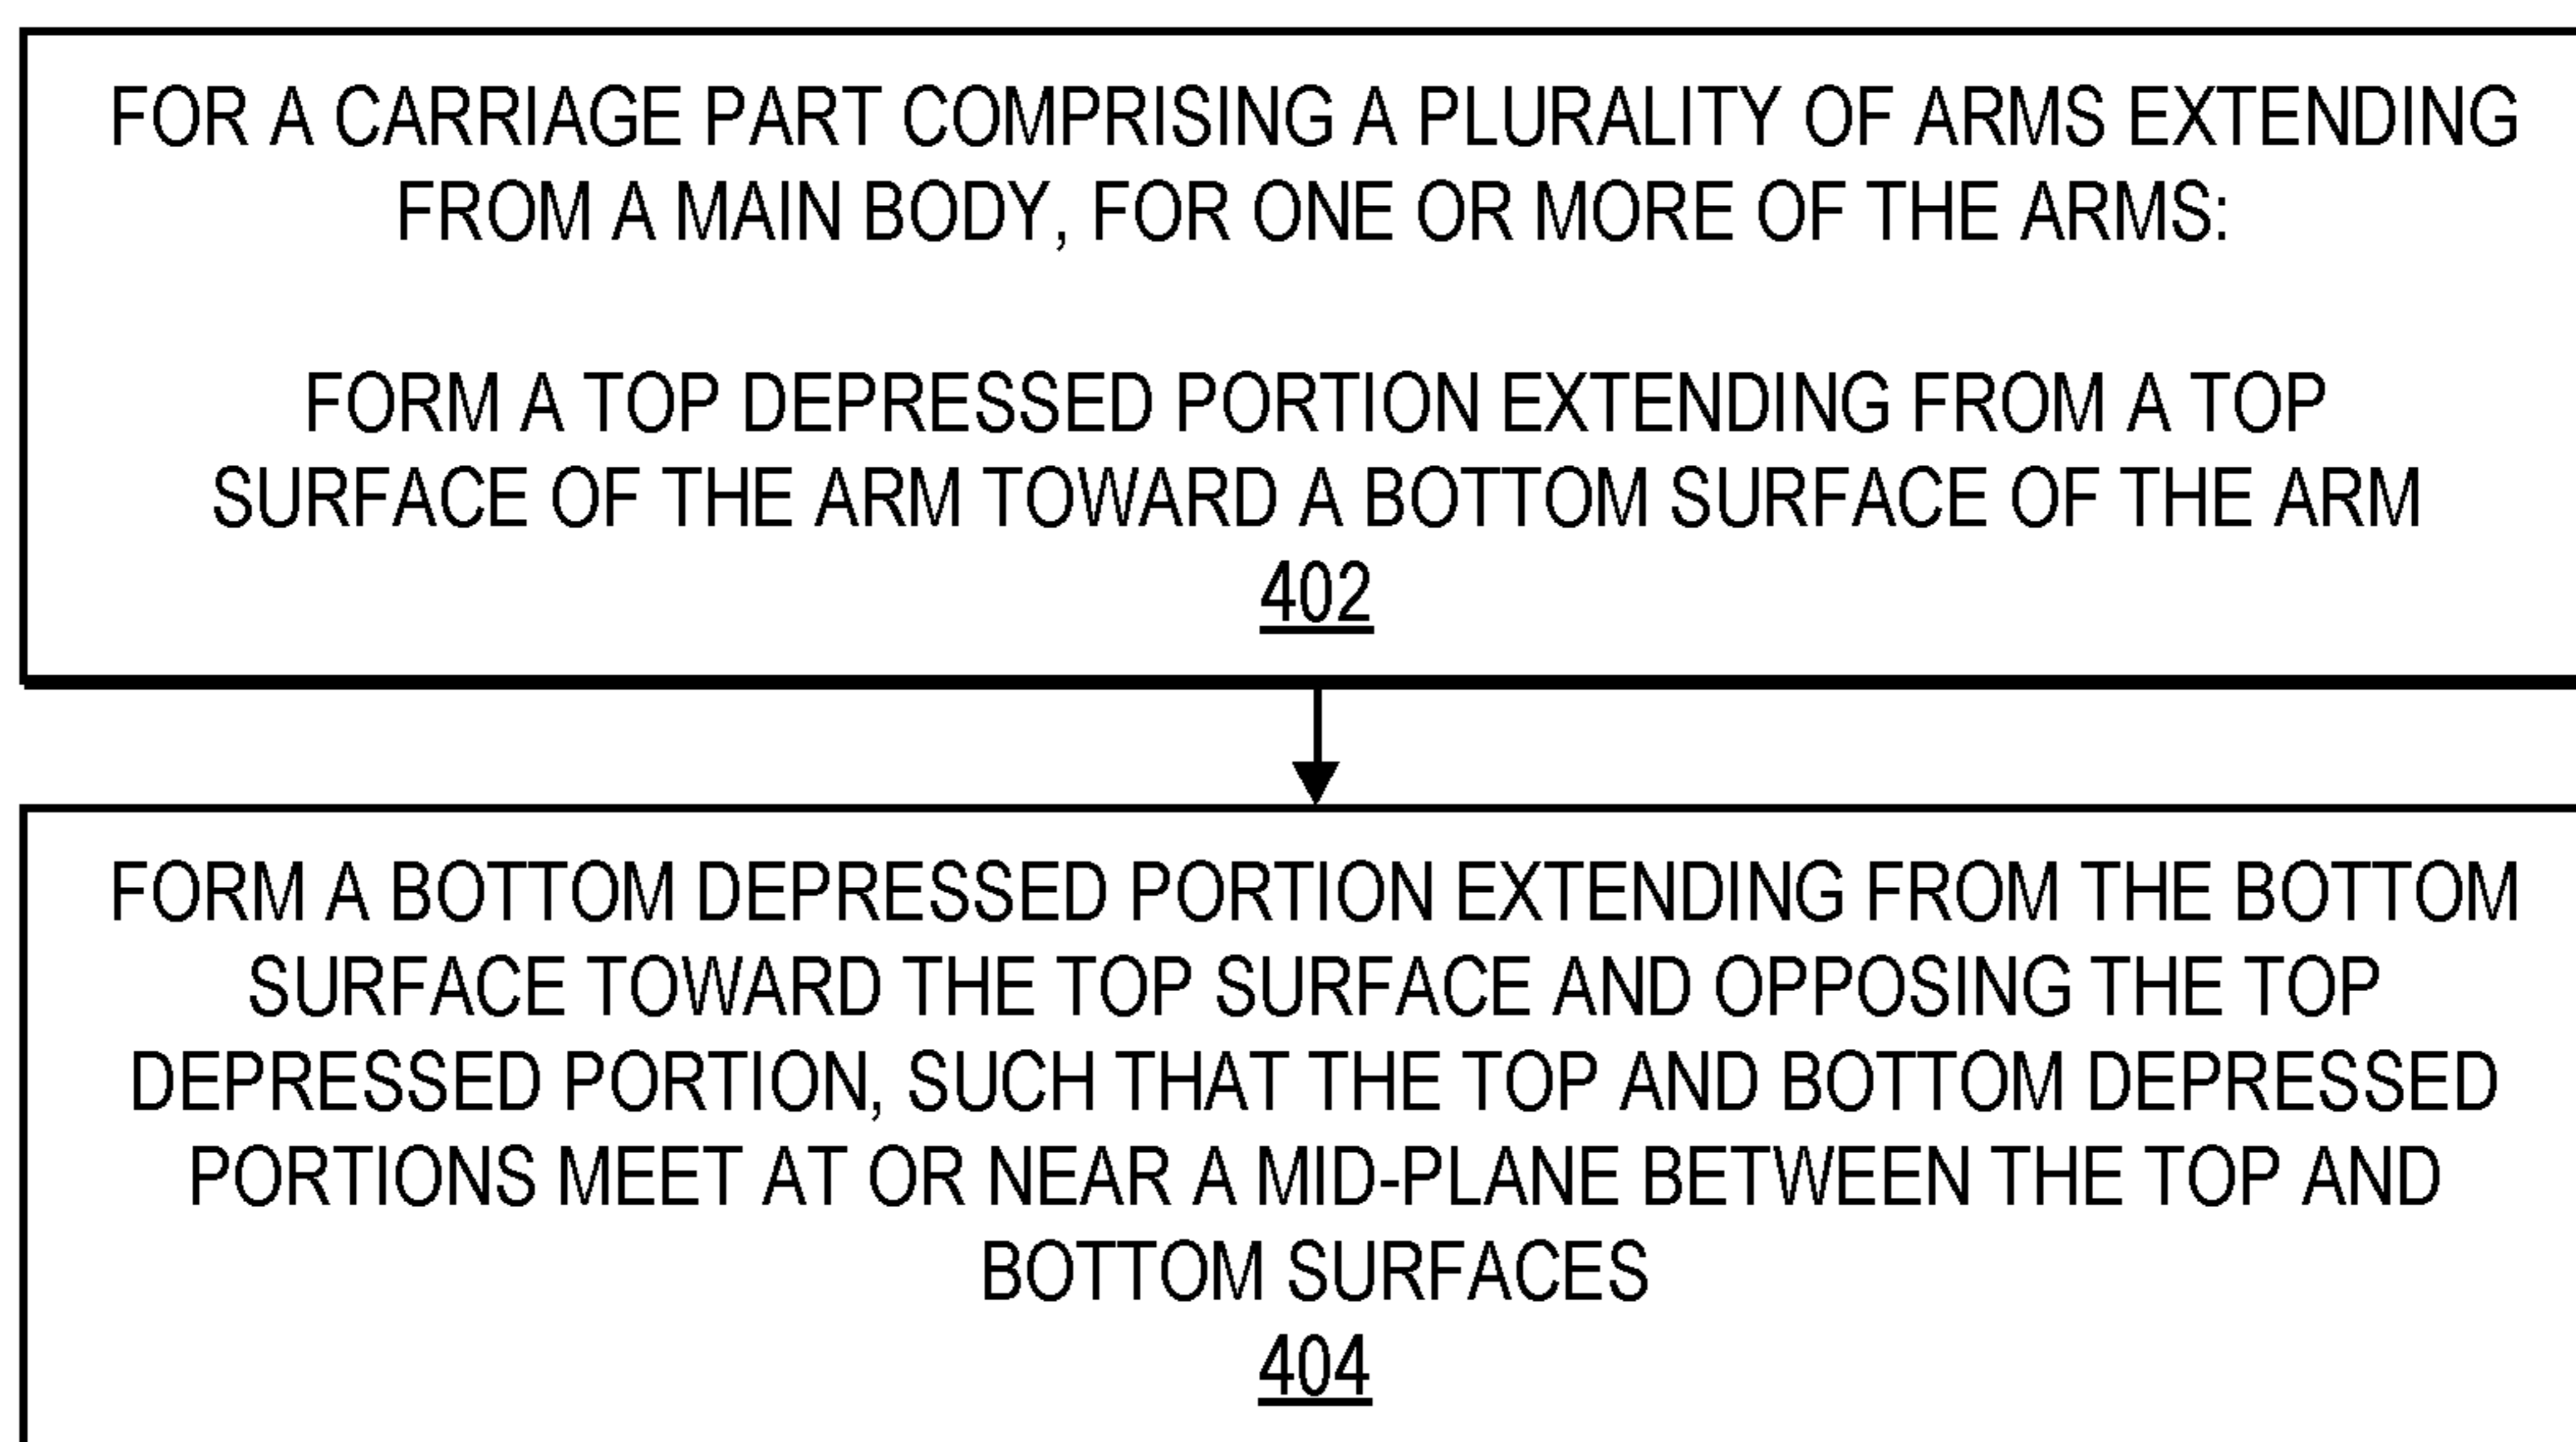 FOR A CARRIAGE PART COMPRISING A PLURALITY OF ARMS EXTENDING
FROM A MAIN BODY, FOR ONE OR MORE OF THE ARMS:
FORM A TOP DEPRESSED PORTION EXTENDING FROM A TOP
SURFACE OF THE ARM TOWARD A BOTTOM SURFACE OF THE ARM
402
FORM A BOTTOM DEPRESSED PORTION EXTENDING FROM THE BOTTOM
SURFACE TOWARD THE TOP SURFACE AND OPPOSING THE TOP
DEPRESSED PORTION, SUCH THAT THE TOP AND BOTTOM DEPRESSED
PORTIONS MEET AT OR NEAR A MID-PLANE BETWEEN THE TOP AND
BOTTOM SURFACES
404